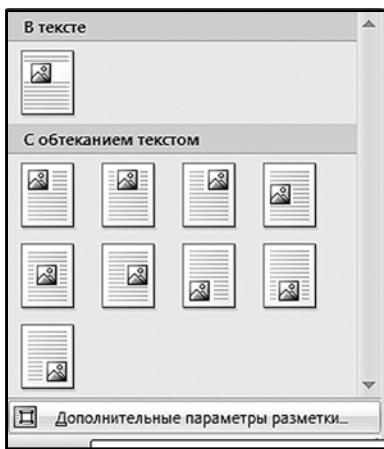 В тексте
С обтеканием текстом
Дополнительные параметры разметки...